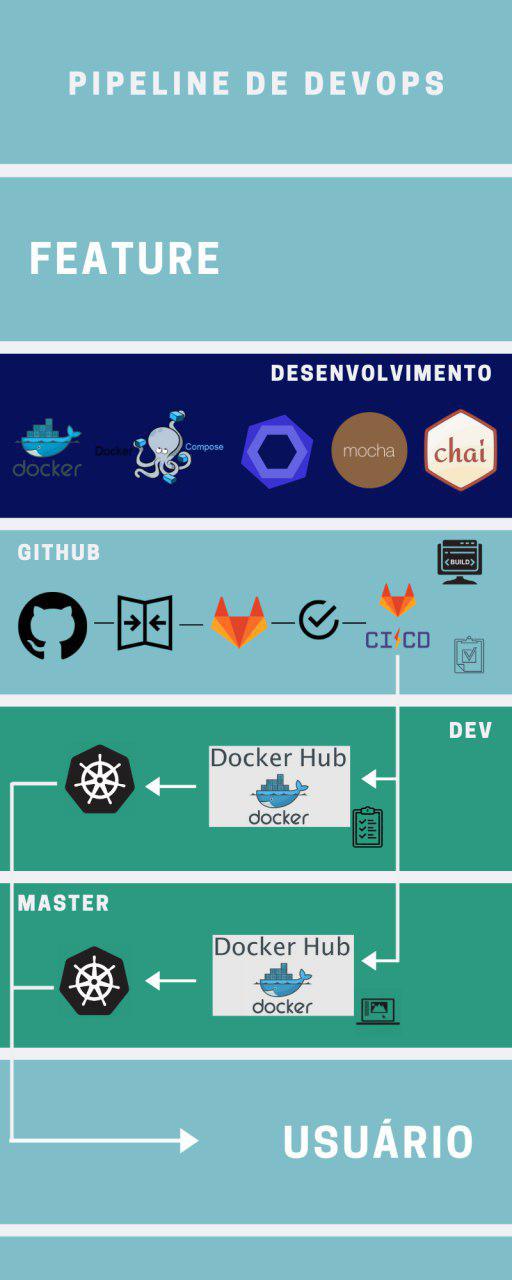 PIPELINE DE DEVOPS
FEATURE
DESENVOLVIMENTO
docker
Docker Compose
mocha
chai
GITHUB
<BUILD>
CI/CD
DEV
Docker Hub
docker
MASTER
Docker Hub
docker
USUÁRIO